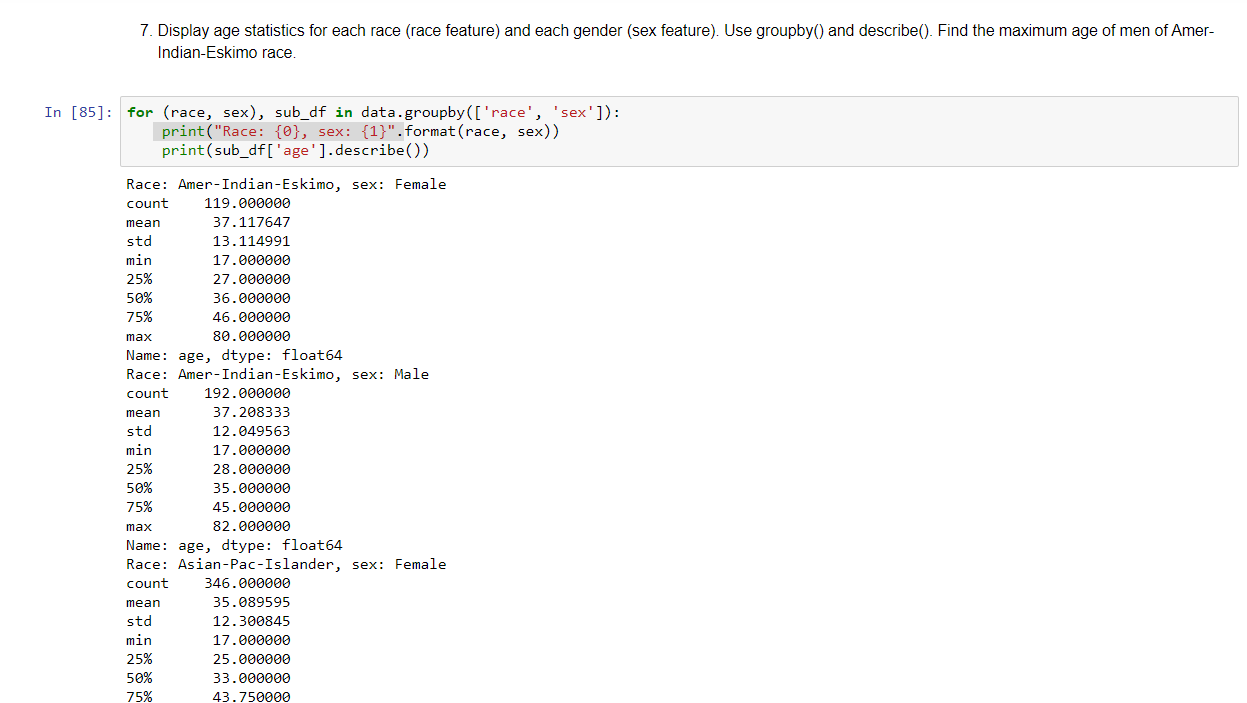 7. Display age statistics for each race (race feature) and each gender (sex feature). Use groupby() and describe(). Find the maximum age of men of Amer-
Indian-Eskimo race.
In [85]: for (race, sex), sub_df in data.groupby(['race', 'sex']):
    print("Race: {0}, sex: {1}".format(race, sex))
    print(sub_df['age'].describe())
Race: Amer-Indian-Eskimo, sex: Female
count    119.000000
mean      37.117647
std       13.114991
min       17.000000
25%       27.000000
50%       36.000000
75%       46.000000
max       80.000000
Name: age, dtype: float64
Race: Amer-Indian-Eskimo, sex: Male
count    192.000000
mean      37.208333
std       12.049563
min       17.000000
25%       28.000000
50%       35.000000
75%       45.000000
max       82.000000
Name: age, dtype: float64
Race: Asian-Pac-Islander, sex: Female
count    346.000000
mean      35.089595
std       12.300845
min       17.000000
25%       25.000000
50%       33.000000
75%       43.750000